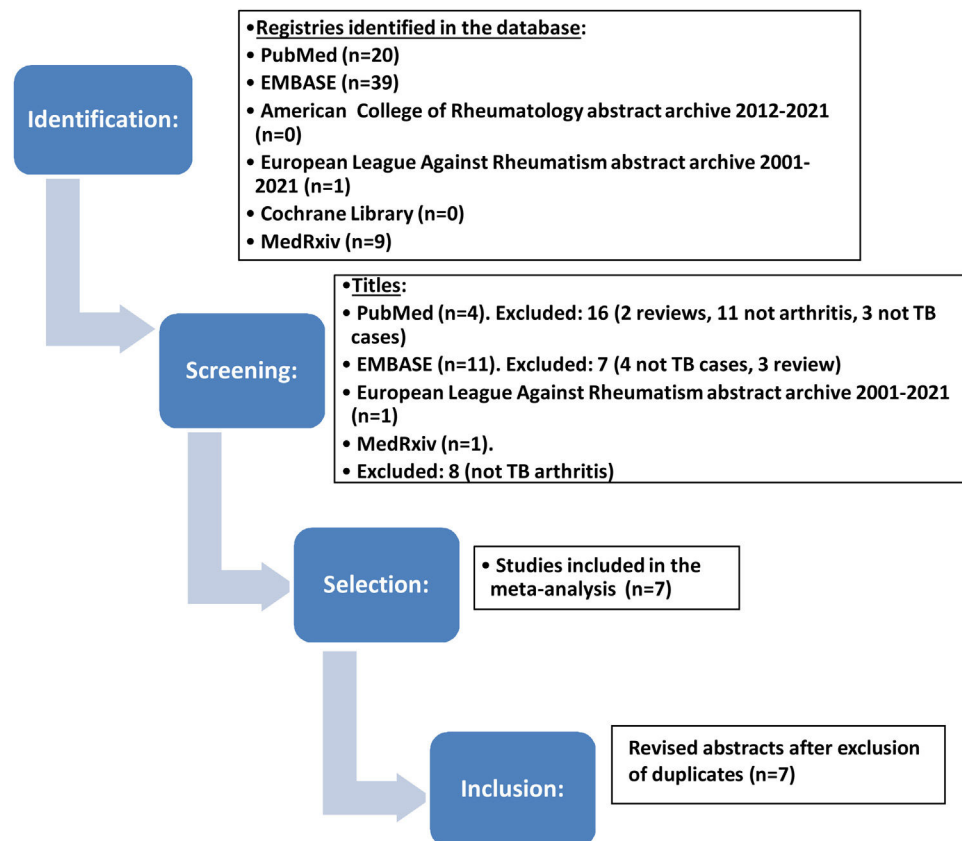 Identification:
•Registries identified in the database:
• PubMed (n=20)
• EMBASE (n=39)
• American College of Rheumatology abstract archive 2012-2021
(n=0)
• European League Against Rheumatism abstract archive 2001-
2021 (n=1)
• Cochrane Library (n=0)
• MedRxiv (n=9)
Screening:
•Titles:
• PubMed (n=4). Excluded: 16 (2 reviews, 11 not arthritis, 3 not TB
cases)
• EMBASE (n=11). Excluded: 7 (4 not TB cases, 3 review)
• European League Against Rheumatism abstract archive 2001-2021
(n=1)
• MedRxiv (n=1).
• Excluded: 8 (not TB arthritis)
Selection:
• Studies included in the
meta-analysis (n=7)
Inclusion:
Revised abstracts after exclusion
of duplicates (n=7)